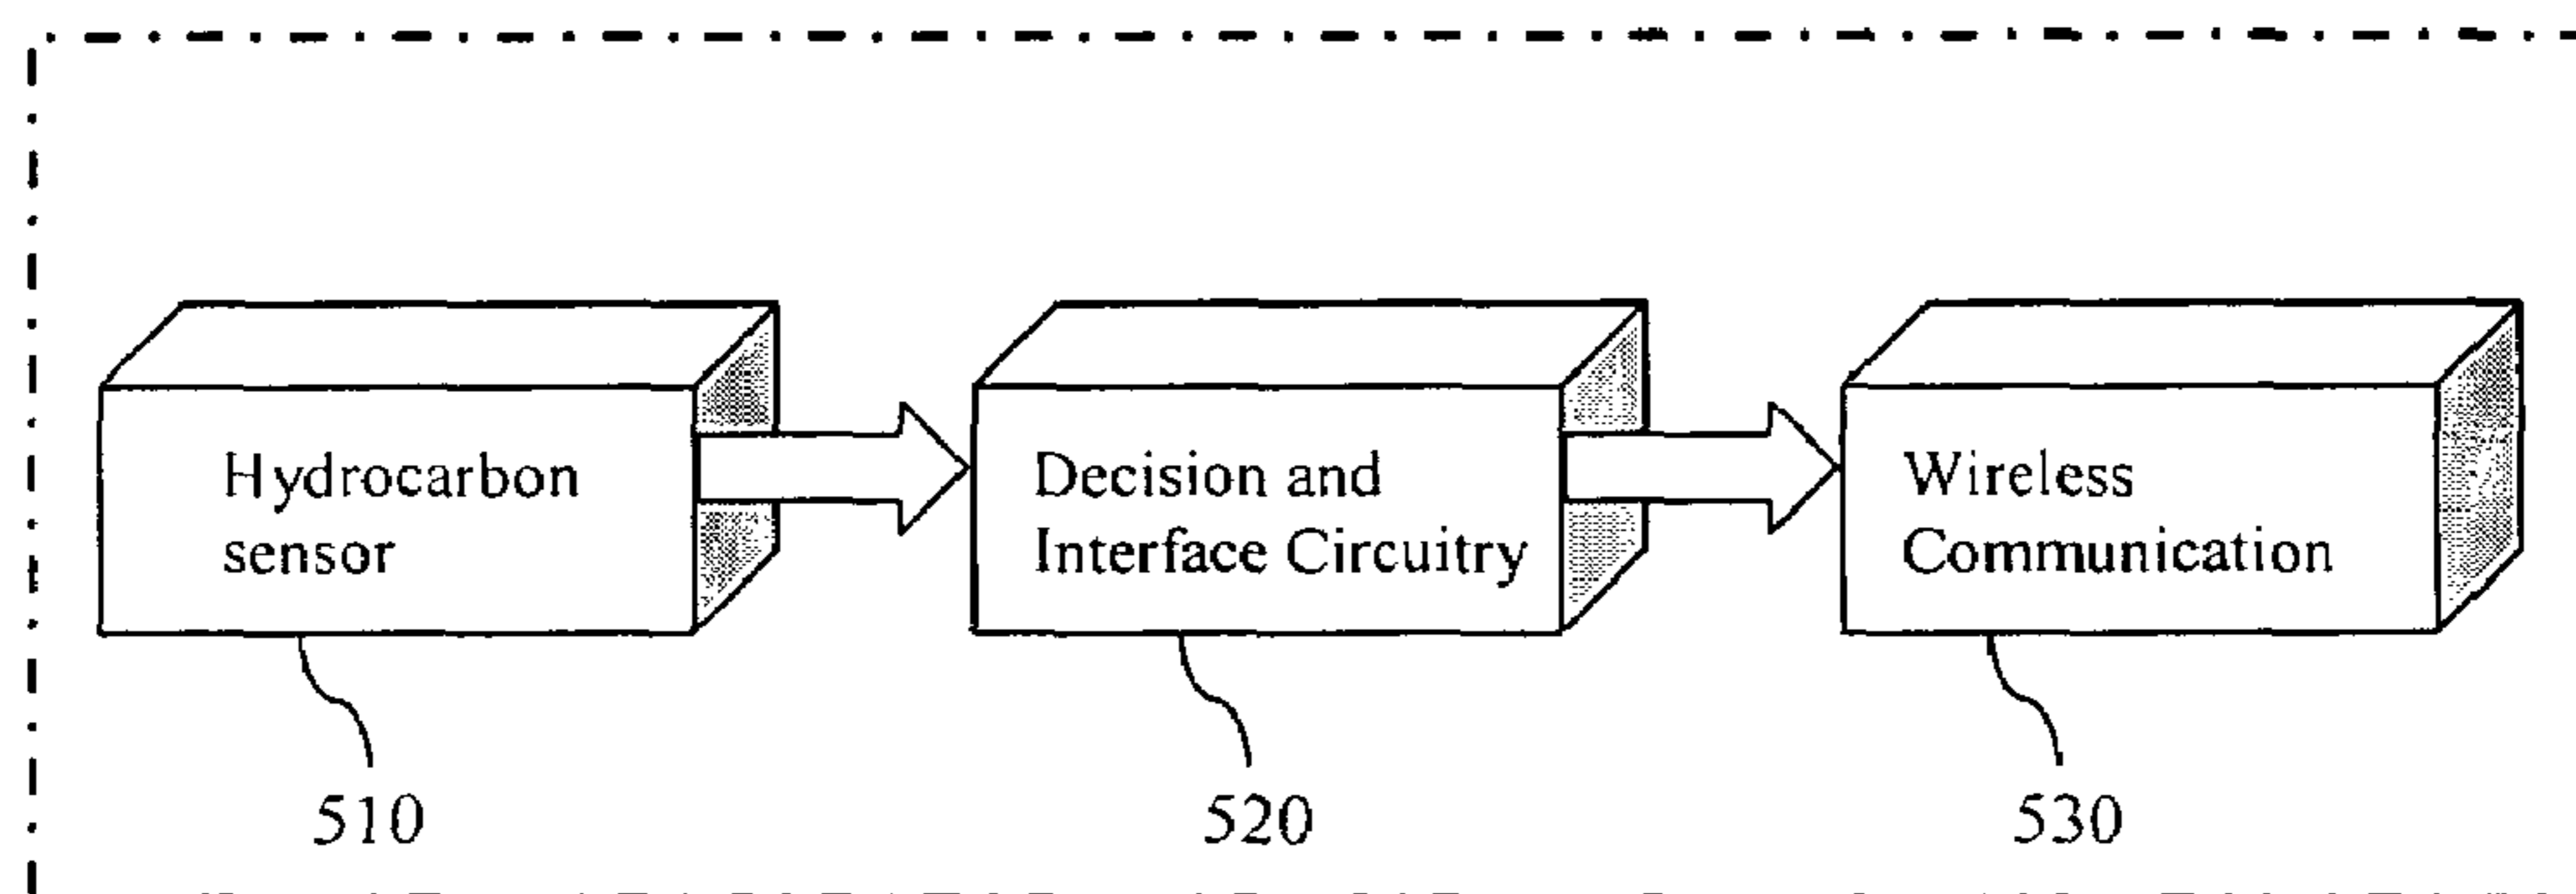 Hydrocarbon
sensor
Decision and
Interface Circuitry
Wireless
Communication
510
520
530